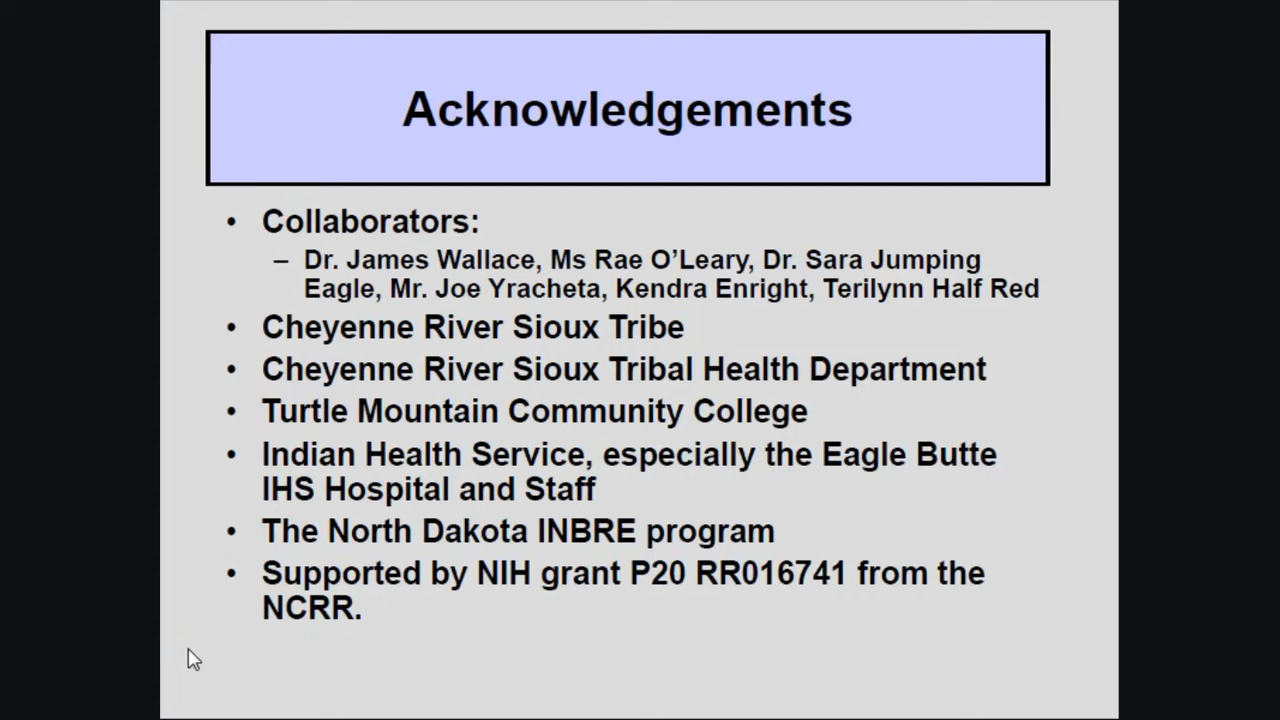 Acknowledgements
• Collaborators:
– Dr. James Wallace, Ms Rae O’Leary, Dr. Sara Jumping
Eagle, Mr. Joe Yracheta, Kendra Enright, Terilynn Half Red
• Cheyenne River Sioux Tribe
• Cheyenne River Sioux Tribal Health Department
• Turtle Mountain Community College
• Indian Health Service, especially the Eagle Butte
IHS Hospital and Staff
• The North Dakota INBRE program
• Supported by NIH grant P20 RR016741 from the
NCRR.